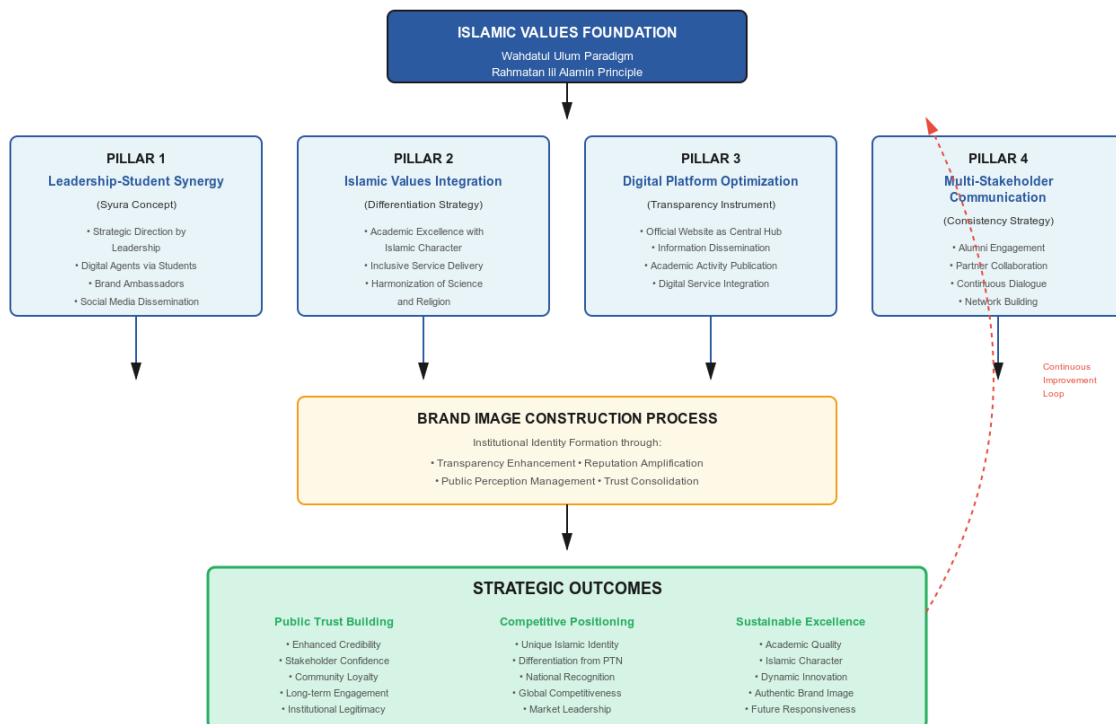 ISLAMIC VALUES FOUNDATION
Wahdatul Ulum Paradigm
Rahmatan lil Alamin Principle
PILLAR 1
Leadership-Student Synergy
(Syura Concept)
• Strategic Direction by
Leadership
• Digital Agents via Students
• Brand Ambassadors
• Social Media Dissemination
PILLAR 2
Islamic Values Integration
(Differentiation Strategy)
• Academic Excellence with
Islamic Character
• Inclusive Service Delivery
• Harmonization of Science
and Religion
PILLAR 3
Digital Platform Optimization
(Transparency Instrument)
• Official Website as Central Hub
• Information Dissemination
• Academic Activity Publication
• Digital Service Integration
PILLAR 4
Multi-Stakeholder
Communication
(Consistency Strategy)
• Alumni Engagement
• Partner Collaboration
• Continuous Dialogue
• Network Building
Continuous
Improvement
Loop
BRAND IMAGE CONSTRUCTION PROCESS
Institutional Identity Formation through:
• Transparency Enhancement • Reputation Amplification
• Public Perception Management • Trust Consolidation
STRATEGIC OUTCOMES
Public Trust Building
• Enhanced Credibility
• Stakeholder Confidence
• Community Loyalty
• Long-term Engagement
• Institutional Legitimacy
Competitive Positioning
• Unique Islamic Identity
• Differentiation from PTN
• National Recognition
• Global Competitiveness
• Market Leadership
Sustainable Excellence
• Academic Quality
• Islamic Character
• Dynamic Innovation
• Authentic Brand Image
• Future Responsiveness